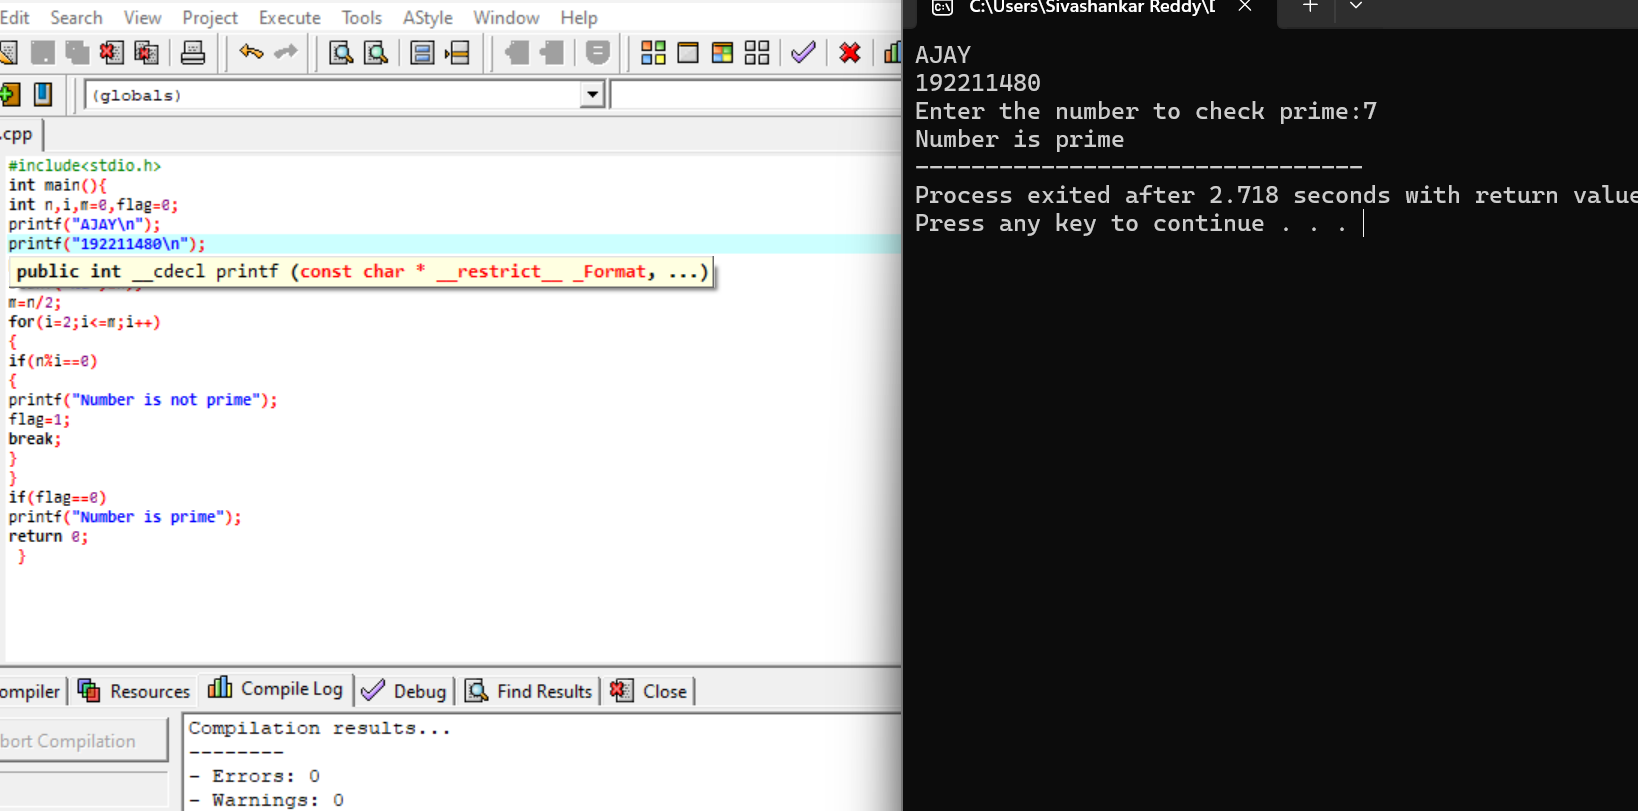 Edit Search View Project Execute Tools AStyle Window Help
(globals)
.cpp
#include<stdio.h>
int main(){
int n,i,m=0,flag=0;
printf("AJAY\n");
printf("192211480\n");
public int __cdecl printf (const char * __restrict__ _Format, ...)
m=n/2;
for(i=2;i<=m;i++)
{
if(n%i==0)
{
printf("Number is not prime");
flag=1;
break;
}
}
if(flag==0)
printf("Number is prime");
return 0;
}
ompiler Resources Compile Log Debug Find Results Close
bort Compilation
Compilation results...
--------
- Errors: 0
- Warnings: 0
C:\Users\Sivashankar Reddy\[
AJAY
192211480
Enter the number to check prime:7
Number is prime
--------------------------------
Process exited after 2.718 seconds with return value
Press any key to continue . . .